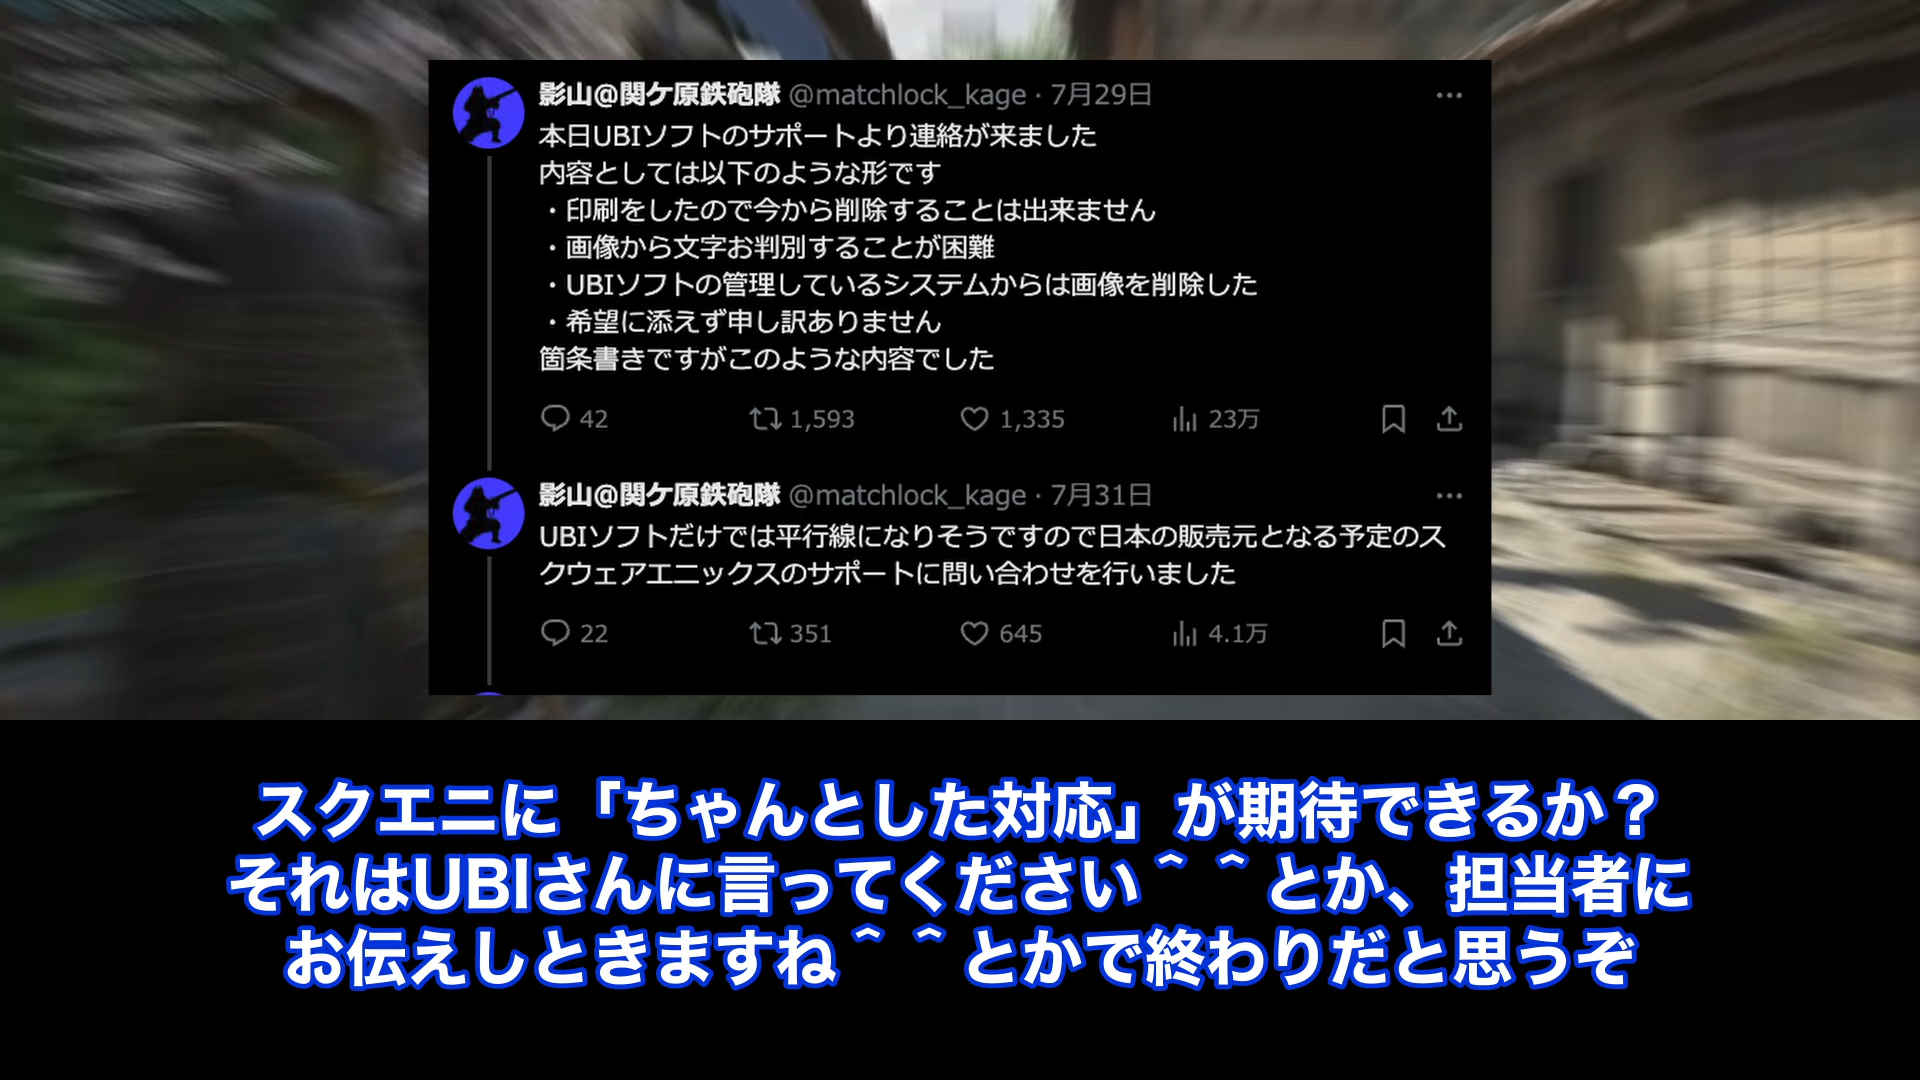 影山@関ケ原鉄砲隊 @matchlock_kage · 7月29日
本日UBIソフトのサポートより連絡が来ました
内容としては以下のような形です
・印刷をしたので今から削除することは出来ません
・画像から文字お判別することが困難
・UBIソフトの管理しているシステムからは画像を削除した
・希望に添えず申し訳ありません
箇条書きですがこのような内容でした
42 1,593 1,335 23万
影山@関ケ原鉄砲隊 @matchlock_kage · 7月31日
UBIソフトだけでは平行線になりそうですので日本の販売元となる予定のス
クウェアエニックスのサポートに問い合わせを行いました
22 351 645 4.1万
スクエニに「ちゃんとした対応」が期待できるか？
それはUBIさんに言ってください＾＾とか、担当者に
お伝えしときますね＾＾とかで終わりだと思うぞ